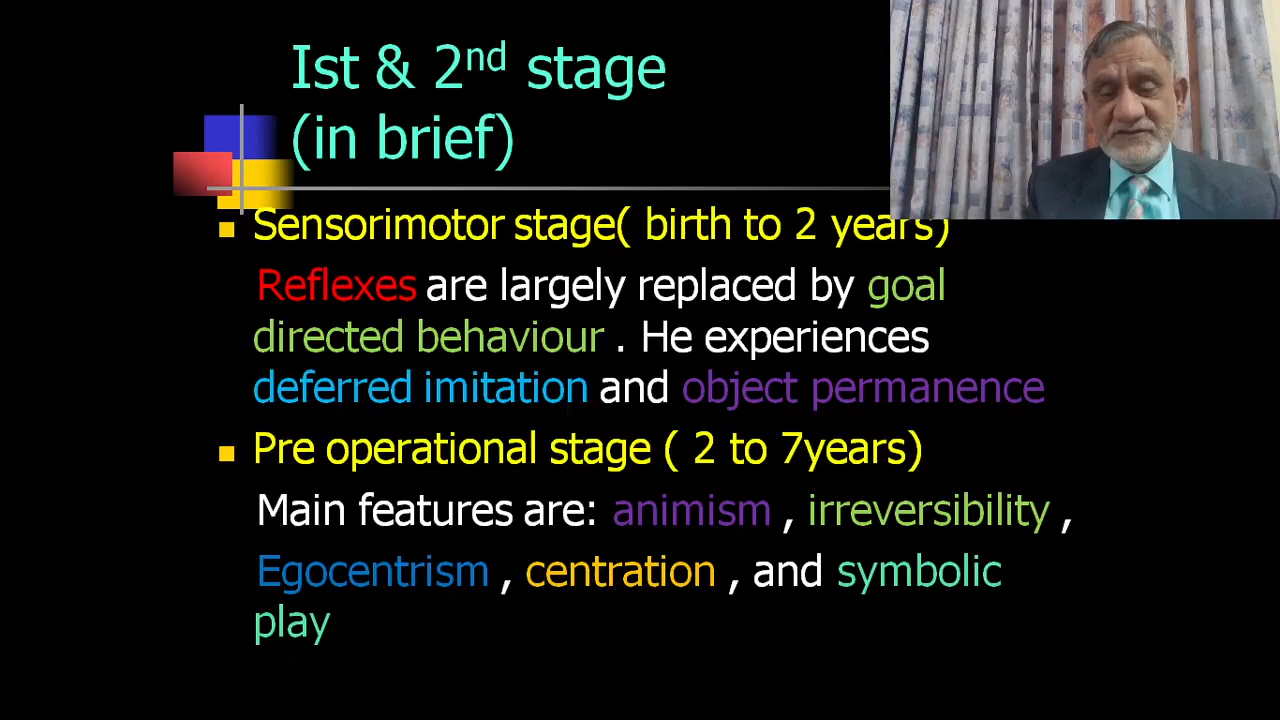 Ist & 2nd stage
(in brief)
Sensorimotor stage( birth to 2 years)
Reflexes are largely replaced by goal
directed behaviour . He experiences
deferred imitation and object permanence
Pre operational stage ( 2 to 7years)
Main features are: animism , irreversibility ,
Egocentrism , centration , and symbolic
play